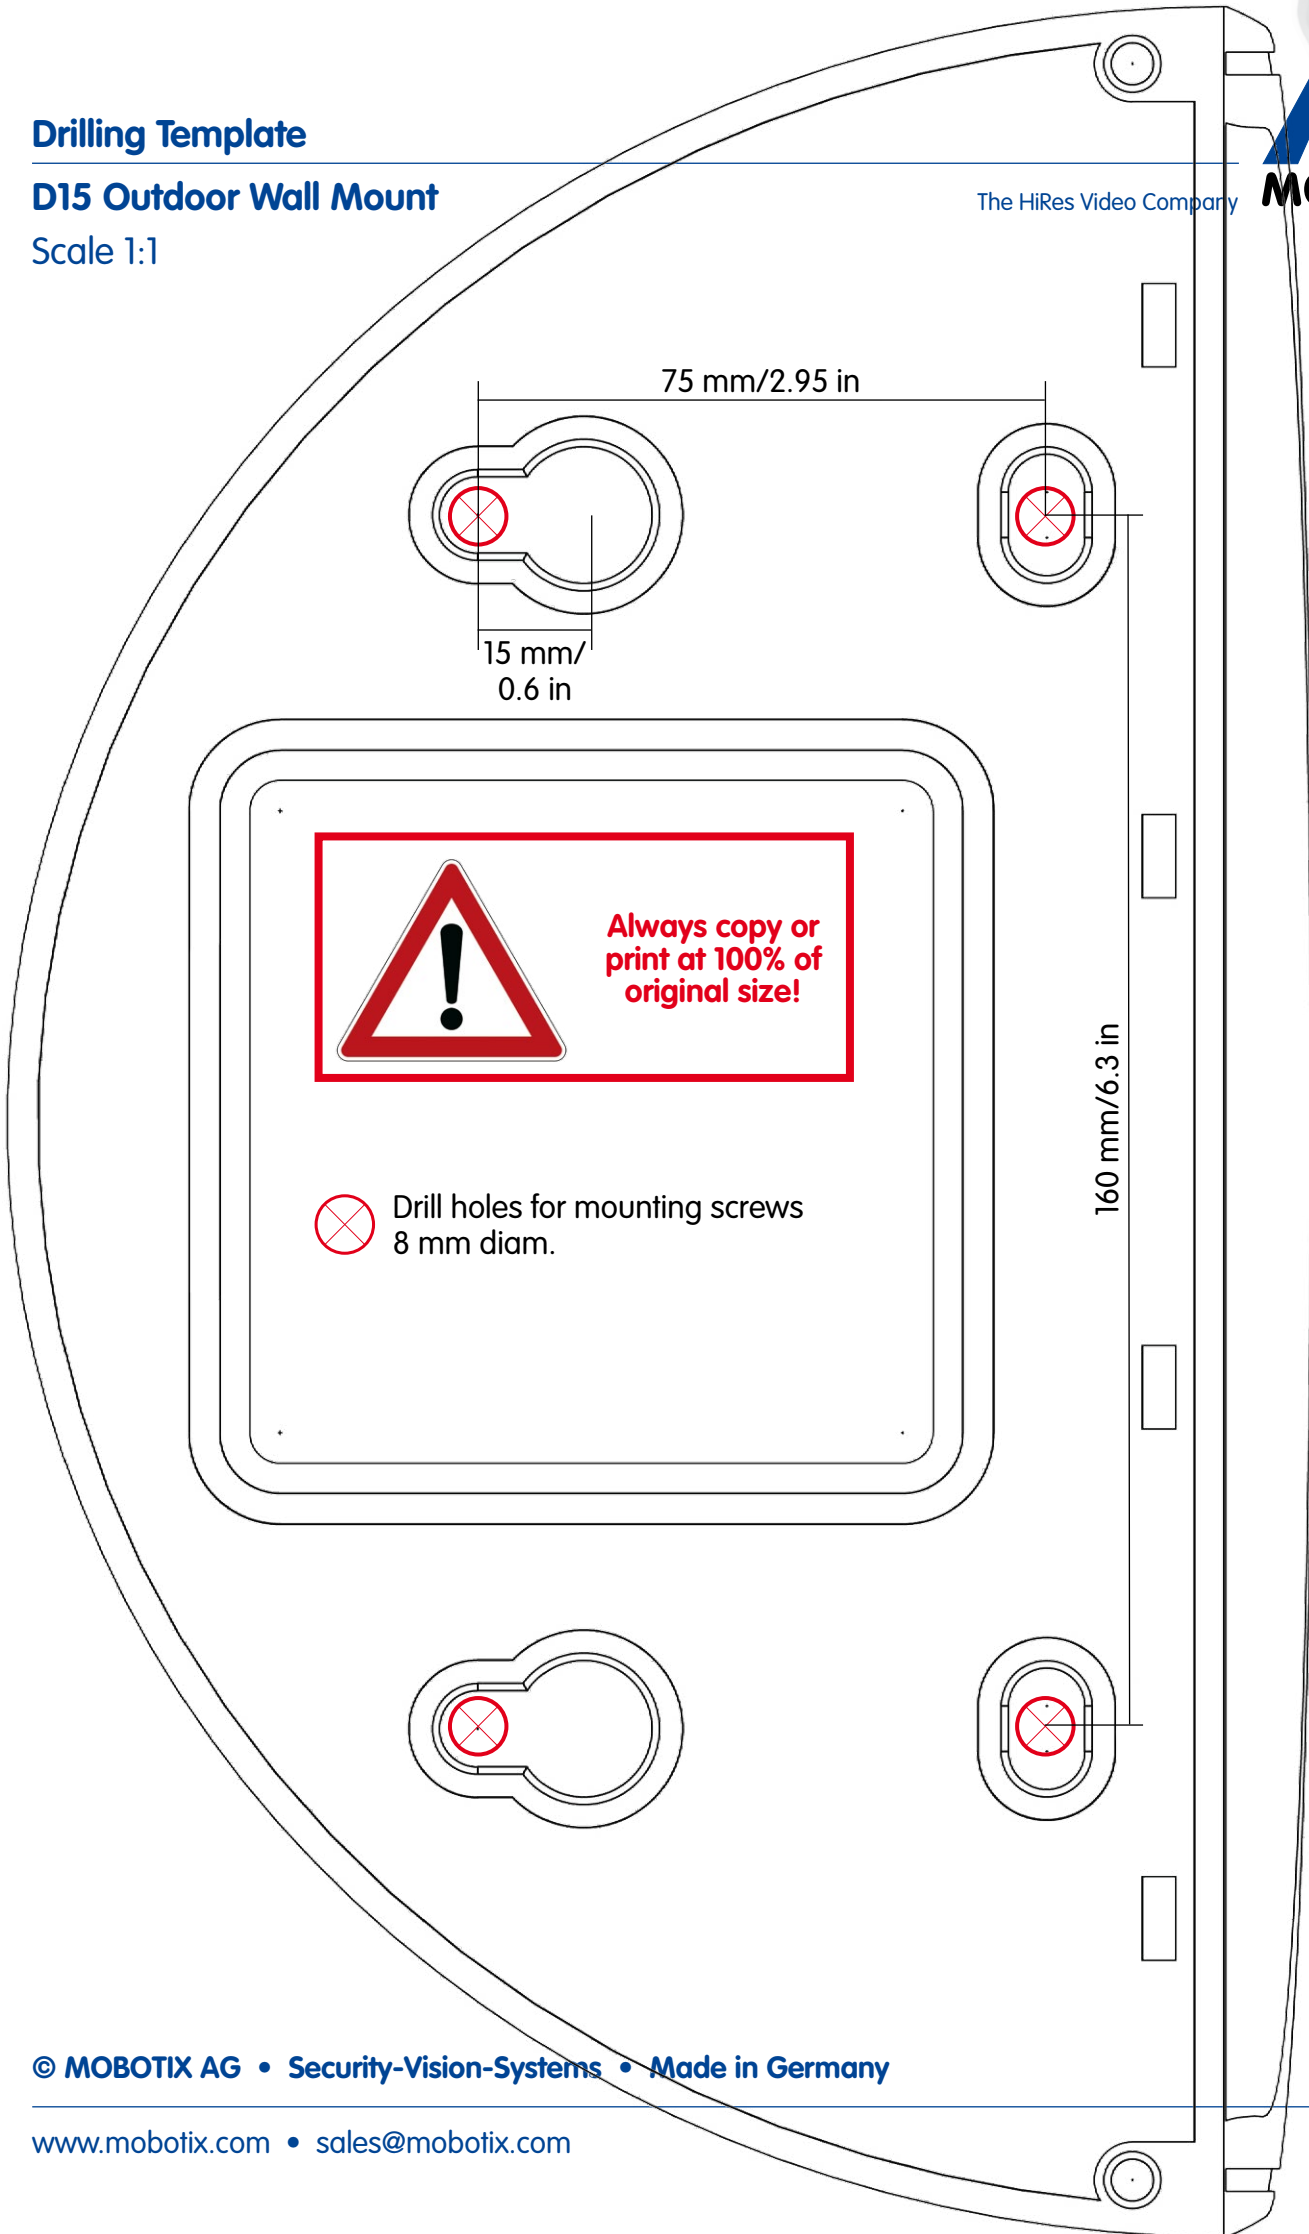 Drilling Template
D15 Outdoor Wall Mount
The HiRes Video Company
Scale 1:1
75 mm/2.95 in
15 mm/
0.6 in
Always copy or
print at 100% of
original size!
160 mm/6.3 in
Drill holes for mounting screws
8 mm diam.
© MOBOTIX AG • Security-Vision-Systems • Made in Germany
www.mobotix.com • sales@mobotix.com